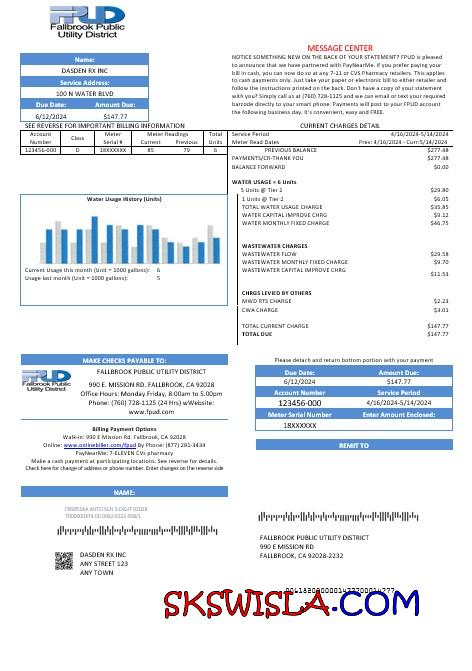 FPUD
Fallbrook Public
Utility District
Name:
DASDEN RX INC
Service Address:
100 N WATER BLVD
Due Date: Amount Due:
6/12/2024 $147.77
MESSAGE CENTER
NOTICE SOMETHING NEW ON THE BACK OF YOUR STATEMENT? FPUD is
pleased to announce that we have partnered with PayNearMe. If you prefer paying your
bill in cash, you can now do so at any 7-11 or CVS Pharmacy retailers. This applies
to cash payments only. Just take your paper or electronic bill to either retailer and
follow the instructions printed on the back. Don't have a copy of your statement
with you? Simply call us at (760) 728-1125 and we can email or text your required
barcode directly to your smart phone. Payments will post to your FPUD account
the following business day. It's convenient, easy and FREE.
SEE REVERSE FOR IMPORTANT BILLING INFORMATION
Account Number Class Meter Serial # Meter Readings Current Previous Total Units
123456-000 D 18XXXXXX 85 79 6
CURRENT CHARGES DETAIL
Service Period 4/16/2024-5/14/2024
Meter Read Dates Prev: 4/16/2024 - Curr:5/14/2024
PREVIOUS BALANCE $277.48
PAYMENTS/CR-THANK YOU $277.48
BALANCE FORWARD $0.00
WATER USAGE = 6 Units
5 Units @ Tier 1 $29.80
1 Units @ Tier 2 $6.05
TOTAL WATER USAGE CHARGE $35.85
WATER CAPITAL IMPROVE CHRG $9.12
WATER MONTHLY FIXED CHARGE $46.75
WASTEWATER CHARGES
WASTEWATER FLOW $29.58
WASTEWATER MONTHLY FIXED CHARGE $9.70
WASTEWATER CAPITAL IMPROVE CHRG
$11.53
CHRGS LEVIED BY OTHERS
MWD RTS CHARGE $2.23
CWA CHARGE $3.01
TOTAL CURRENT CHARGE $147.77
TOTAL DUE $147.77
Water Usage History (Units)
Current Usage this month (Unit = 1000 gallons): 6
Usage last month (Unit = 1000 gallons): 5
MAKE CHECKS PAYABLE TO:
FPUD
Fallbrook Public
Utility District
FALLBROOK PUBLIC UTILITY DISTRICT
990 E. MISSION RD. FALLBROOK, CA 92028
Office Hours: Monday Friday, 8:00am to 5.00pm
Phone: (760) 728-1125 (24 Hrs) wWebsite:
www.fpud.com
Billing Payment Options
Walk-in: 990 E Mission Rd. Fallbrook, CA 92028
Online: www.onlinebiller.com/fpud By Phone: (877) 281-3434
PayNearMe: 7-ELEVEN CVs pharmacy
Make a cash payment at participating locations. See reverse for details.
Check here for change of address or phone number. Enter changes on the reverse side
Please detach and return bottom portion with your payment
Due Date: Amount Due:
6/12/2024 $147.77
Account Number Service Period
123456-000 4/16/2024-5/14/2024
Meter Serial Number Enter Amount Enclosed:
18XXXXXX
REMIT TO
NAME:
DASDEN RX INC
ANY STREET 123
ANY TOWN
FALLBROOK PUBLIC UTILITY DISTRICT
990 E MISSION RD
FALLBROOK, CA 92028-2232
SKSWISLA.COM